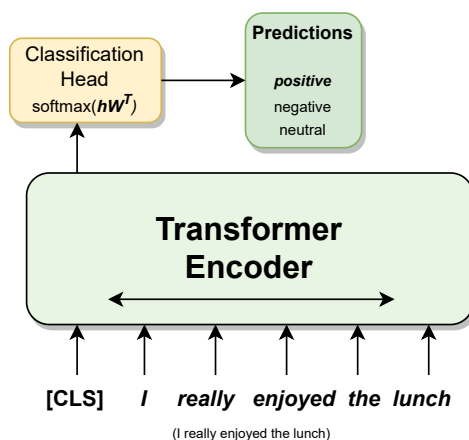 Classification
Head
softmax(hW^T)
Predictions
positive
negative
neutral
Transformer
Encoder
[CLS] I really enjoyed the lunch
(I really enjoyed the lunch)